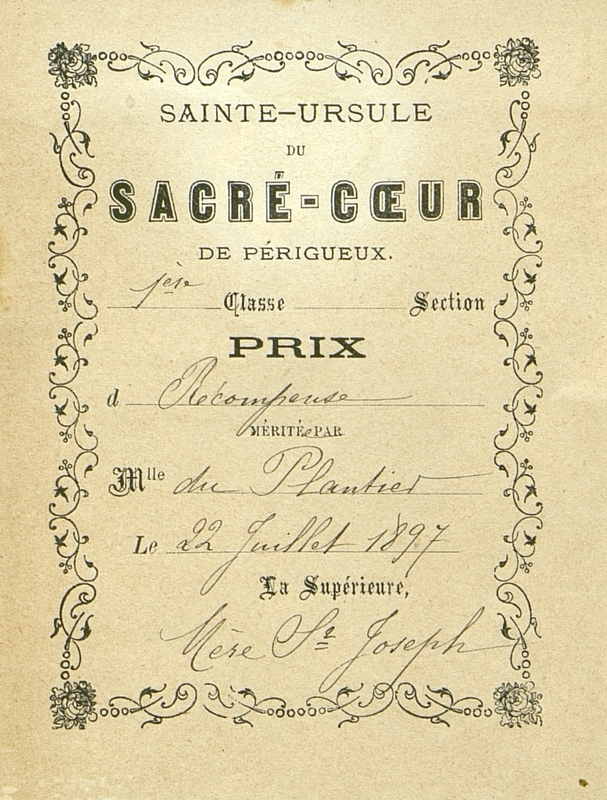 SAINTE-URSULE
DU
SACRÉ-CŒUR
DE PÉRIGUEUX.
1ère Classe Section
PRIX
d Récompense
MÉRITÉ PAR
Mlle du Plantier
Le 22 Juillet 1897
La Supérieure,
Mère St Joseph